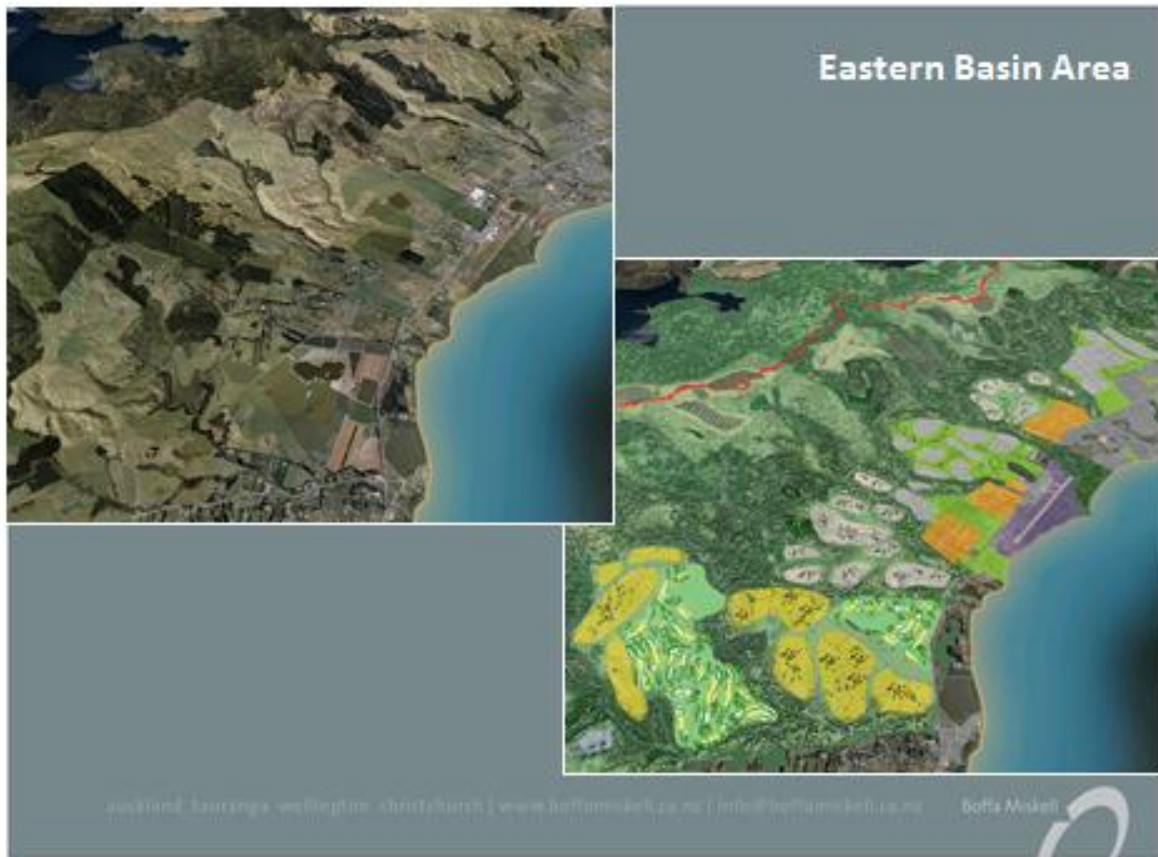 Eastern Basin Area
auckland tauranga wellington christchurch | www.boffamiskell.co.nz | info@boffamiskell.co.nz
Boffa Miskell